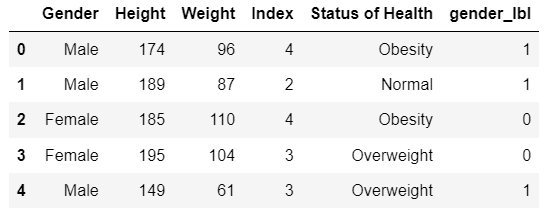 Gender Height Weight Index Status of Health gender_lbl
0 Male 174 96 4 Obesity 1
1 Male 189 87 2 Normal 1
2 Female 185 110 4 Obesity 0
3 Female 195 104 3 Overweight 0
4 Male 149 61 3 Overweight 1